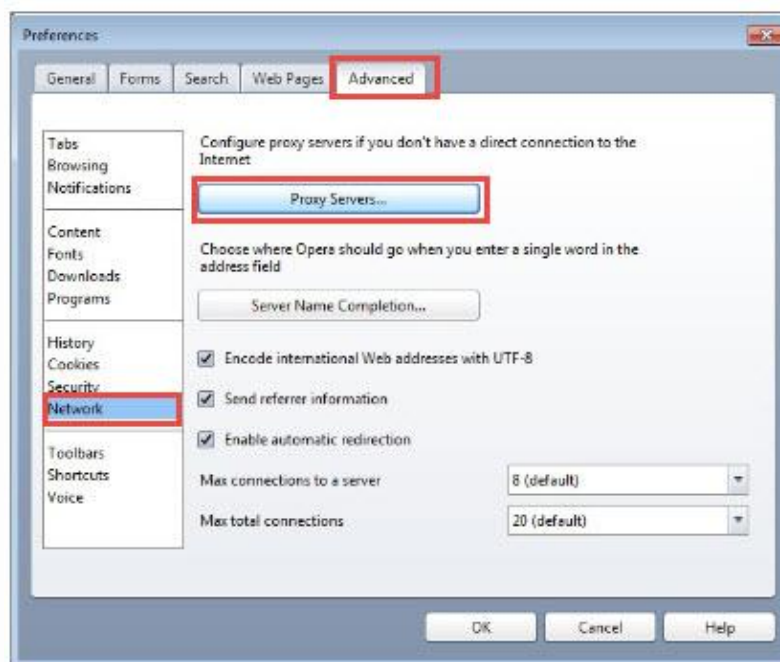 Preferences
General Forms Search Web Pages Advanced
Tabs
Browsing
Notifications
Content
Fonts
Downloads
Programs
History
Cookies
Security
Network
Toolbars
Shortcuts
Voice
Configure proxy servers if you don't have a direct connection to the
Internet
Proxy Servers...
Choose where Opera should go when you enter a single word in the
address field
Server Name Completion...
Encode international Web addresses with UTF-8
Send referrer information
Enable automatic redirection
Max connections to a server 8 (default)
Max total connections 20 (default)
OK Cancel Help